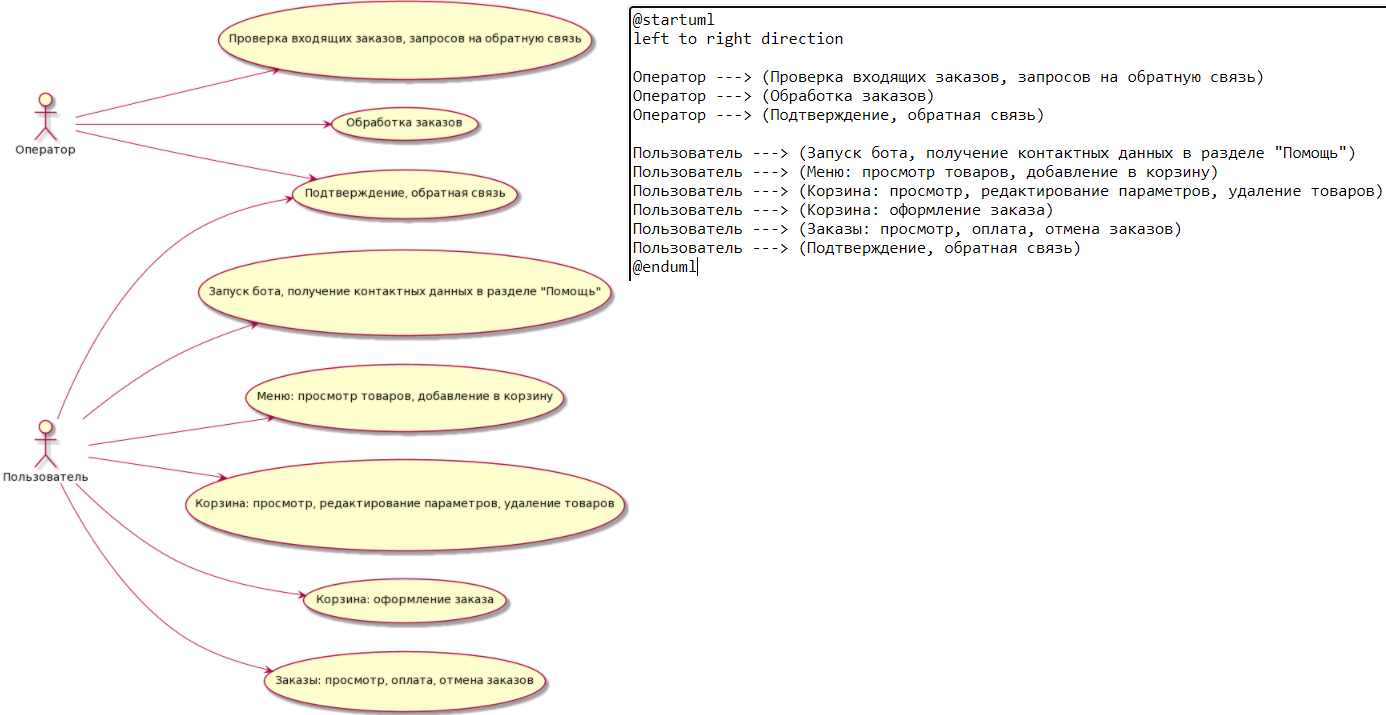 Проверка входящих заказов, запросов на обратную связь
Оператор
Обработка заказов
Подтверждение, обратная связь
Запуск бота, получение контактных данных в разделе "Помощь"
Меню: просмотр товаров, добавление в корзину
Пользователь
Корзина: просмотр, редактирование параметров, удаление товаров
Корзина: оформление заказа
Заказы: просмотр, оплата, отмена заказов
@startuml
left to right direction
Оператор ---> (Проверка входящих заказов, запросов на обратную связь)
Оператор ---> (Обработка заказов)
Оператор ---> (Подтверждение, обратная связь)
Пользователь ---> (Запуск бота, получение контактных данных в разделе "Помощь")
Пользователь ---> (Меню: просмотр товаров, добавление в корзину)
Пользователь ---> (Корзина: просмотр, редактирование параметров, удаление товаров)
Пользователь ---> (Корзина: оформление заказа)
Пользователь ---> (Заказы: просмотр, оплата, отмена заказов)
Пользователь ---> (Подтверждение, обратная связь)
@enduml